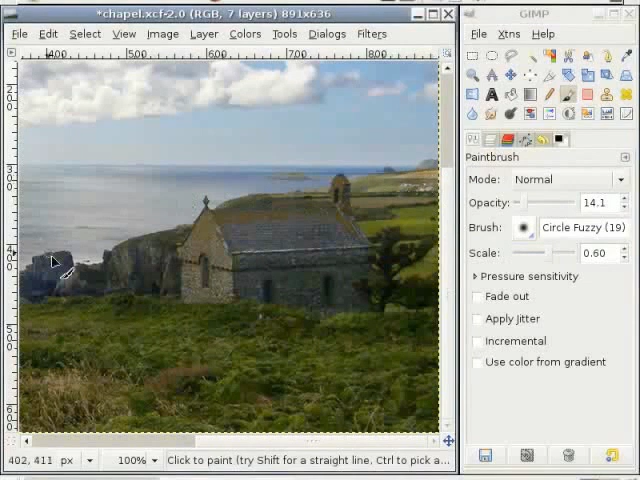 *chapel.xcf-2.0 (RGB, 7 layers) 891x636
GIMP
File Edit Select View Image Layer Colors Tools Dialogs Filters
File Xtns Help
400 500 600 700 800
Paintbrush
Mode: Normal
Opacity: 14.1
Brush: Circle Fuzzy (19)
Scale: 0.60
Pressure sensitivity
Fade out
Apply Jitter
Incremental
Use color from gradient
402, 411 px 100% Click to paint (try Shift for a straight line, Ctrl to pick a...